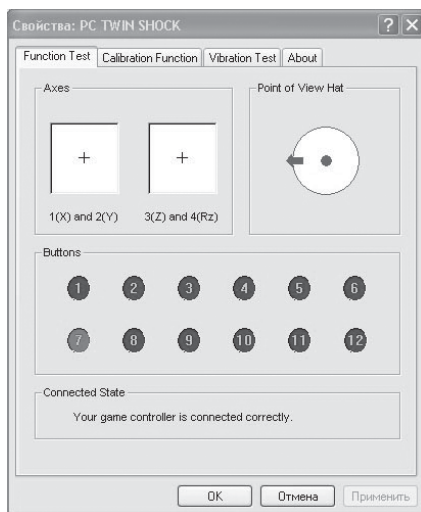 Свойства: PC TWIN SHOCK
Function Test Calibration Function Vibration Test About
Axes
Point of View Hat
1(X) and 2(Y) 3(Z) and 4(Rz)
Buttons
1 2 3 4 5 6
7 8 9 10 11 12
Connected State
Your game controller is connected correctly.
OK Отмена Применить